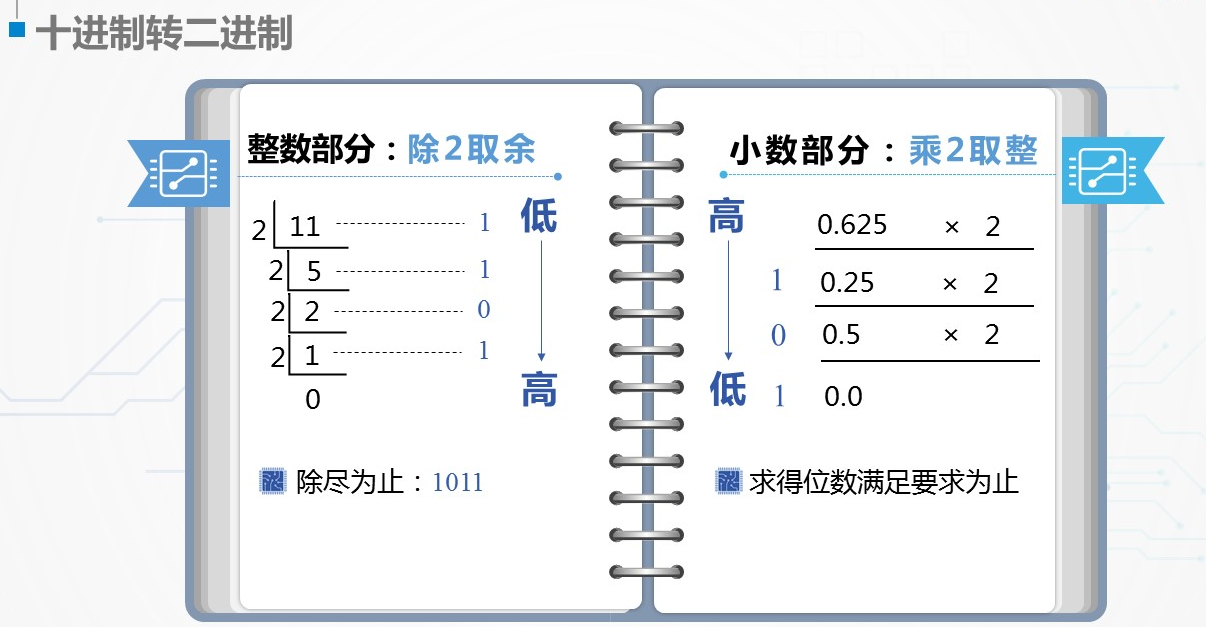 十进制转二进制
整数部分：除2取余
2 11 1 低
2 5 1
2 2 0
2 1 1
0 高
除尽为止：1011
小数部分：乘2取整
高 0.625 × 2
1 0.25 × 2
0 0.5 × 2
低 1 0.0
求得位数满足要求为止